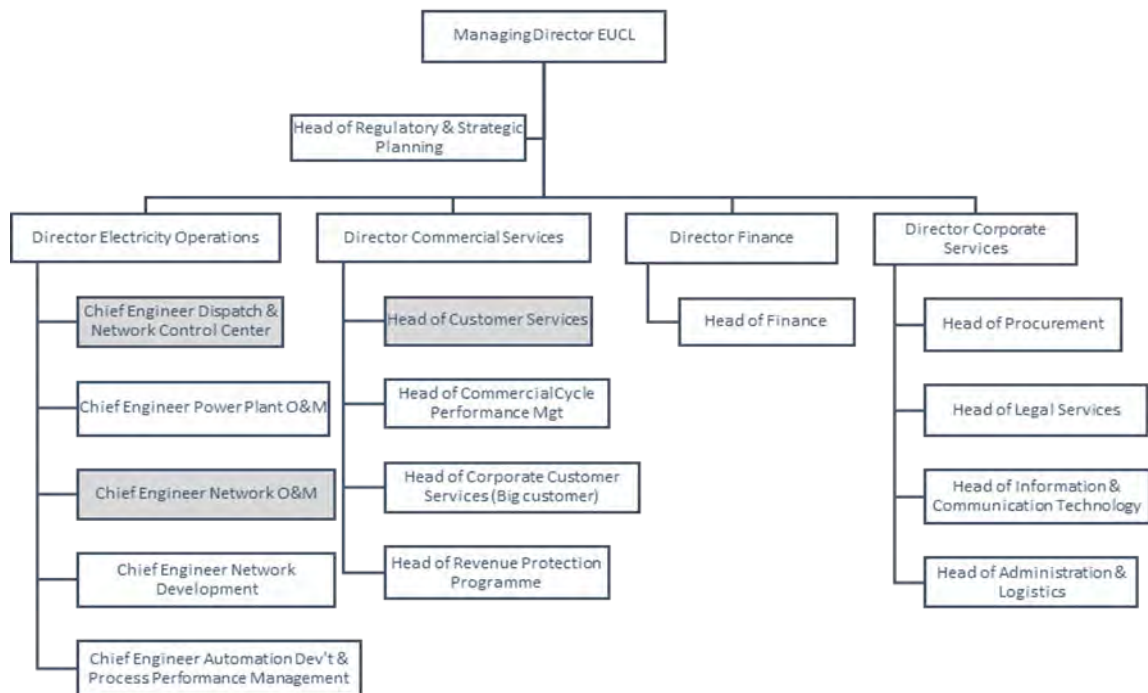 Managing Director EUCL
Head of Regulatory & Strategic
Planning
Director Electricity Operations
Director Commercial Services
Director Finance
Director Corporate
Services
Chief Engineer Dispatch &
Network Control Center
Chief Engineer Power Plant O&M
Chief Engineer Network O&M
Chief Engineer Network
Development
Chief Engineer Automation Dev't &
Process Performance Management
Head of Customer Services
Head of Commercial Cycle
Performance Mgt
Head of Corporate Customer
Services (Big customer)
Head of Revenue Protection
Programme
Head of Finance
Head of Procurement
Head of Legal Services
Head of Information &
Communication Technology
Head of Administration &
Logistics